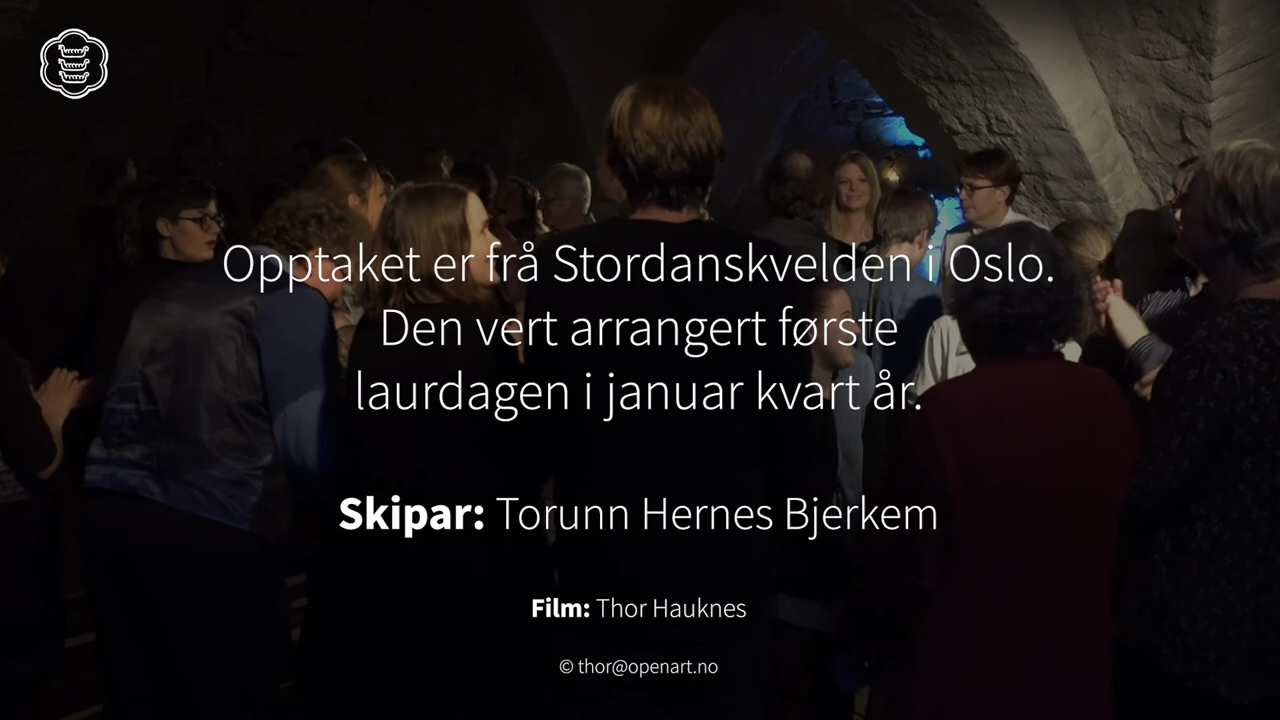 Opptaket er frå Stordanskvelden i Oslo.
Den vert arrangert første
laurdagen i januar kvart år.
Skipar: Torunn Hernes Bjerkem
Film: Thor Hauknes
© thor@openart.no